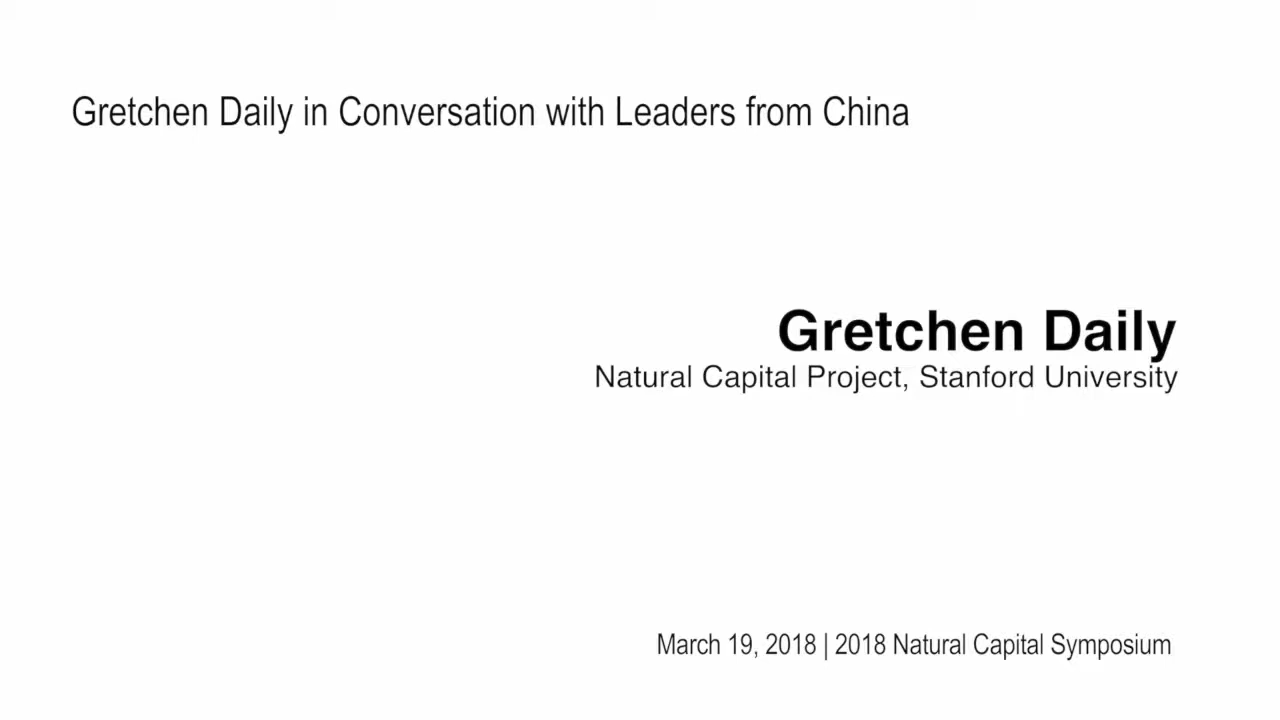 Gretchen Daily in Conversation with Leaders from China
Gretchen Daily
Natural Capital Project, Stanford University
March 19, 2018 | 2018 Natural Capital Symposium